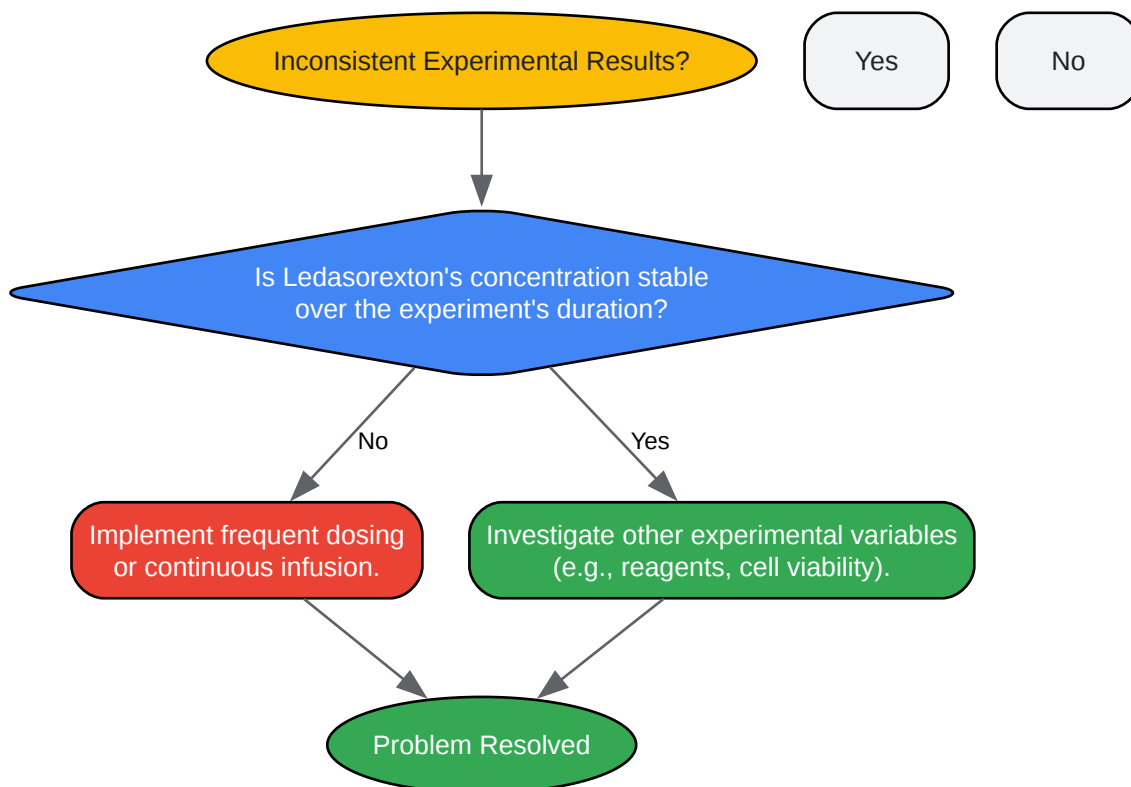 Inconsistent Experimental Results?
Yes
No
Is Ledasorexton's concentration stable
over the experiment's duration?
No
Yes
Implement frequent dosing
or continuous infusion.
Investigate other experimental variables
(e.g., reagents, cell viability).
Problem Resolved